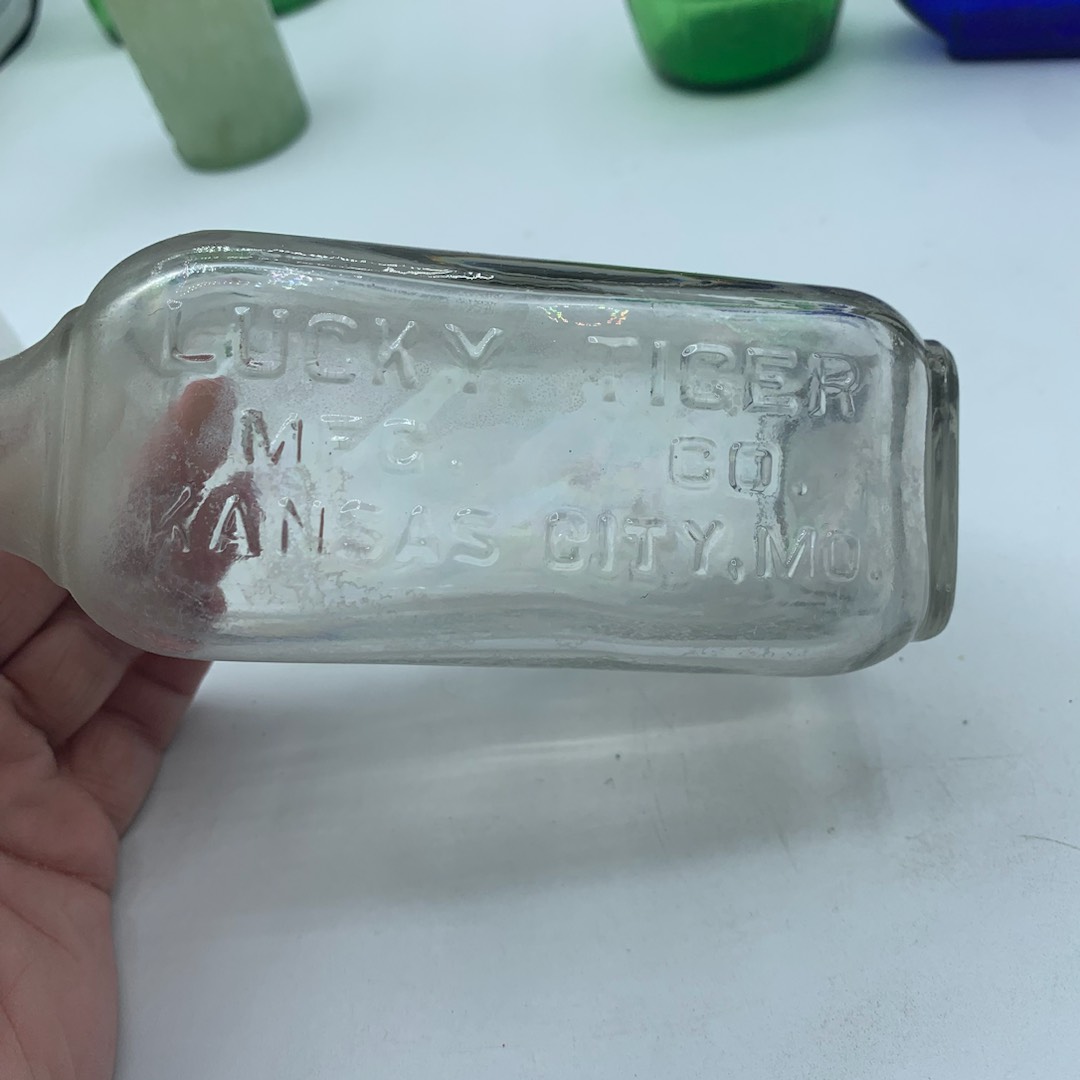 LUCKY TIGER
MFG. CO.
KANSAS CITY, MO.